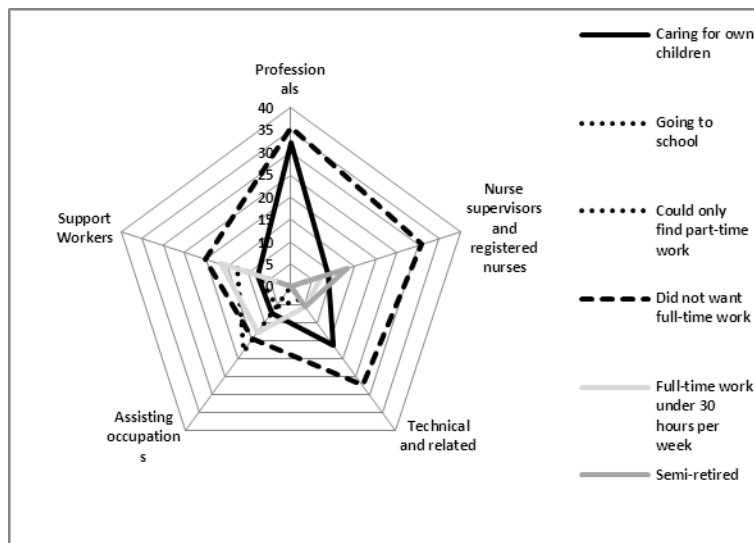 Profession
als
40
35
30
25
20
15
10
5
0
Nurse
supervisors
and
registered
nurses
Technical
and related
Assisting
occupation
s
Support
Workers
Caring for own
children
Going to
school
Could only
find part-time
work
Did not want
full-time work
Full-time work
under 30
hours per
week
Semi-retired